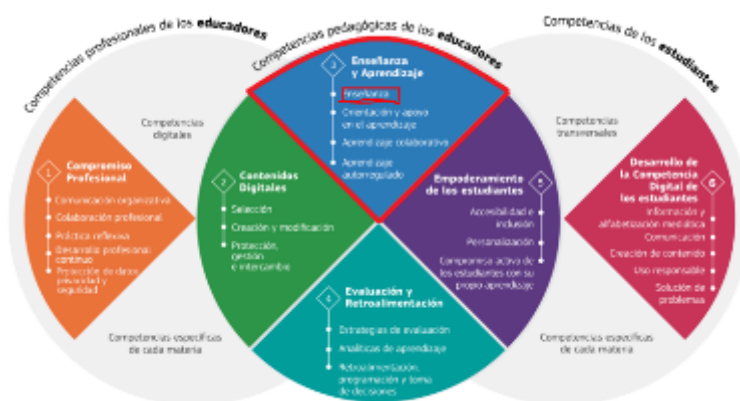 Competencias profesionales de los educadores
Competencias pedagógicas de los educadores
Competencias de los estudiantes
Competencias
digitales
Competencias
transversales
1
Compromiso
Profesional
Comunicación organizativa
Colaboración profesional
Práctica reflexiva
Desarrollo profesional
continuo
Protección de datos,
privacidad y
seguridad
2
Contenidos
Digitales
Selección
Creación y modificación
Protección,
gestión
e intercambio
3
Enseñanza
y Aprendizaje
Enseñanza
Orientación y apoyo
en el aprendizaje
Aprendizaje colaborativo
Aprendizaje
autorregulado
4
Evaluación y
Retroalimentación
Estrategias de evaluación
Analíticas de aprendizaje
Retroalimentación,
programación y toma
de decisiones
5
Empoderamiento
de los estudiantes
Accesibilidad e
inclusión
Personalización
Compromiso activo de
los estudiantes con su
propio aprendizaje
6
Desarrollo de
la Competencia
Digital de
los estudiantes
Información y
alfabetización mediática
Comunicación
Creación de contenido
Uso responsable
Solución de
problemas
Competencias específicas
de cada materia
Competencias específicas
de cada materia